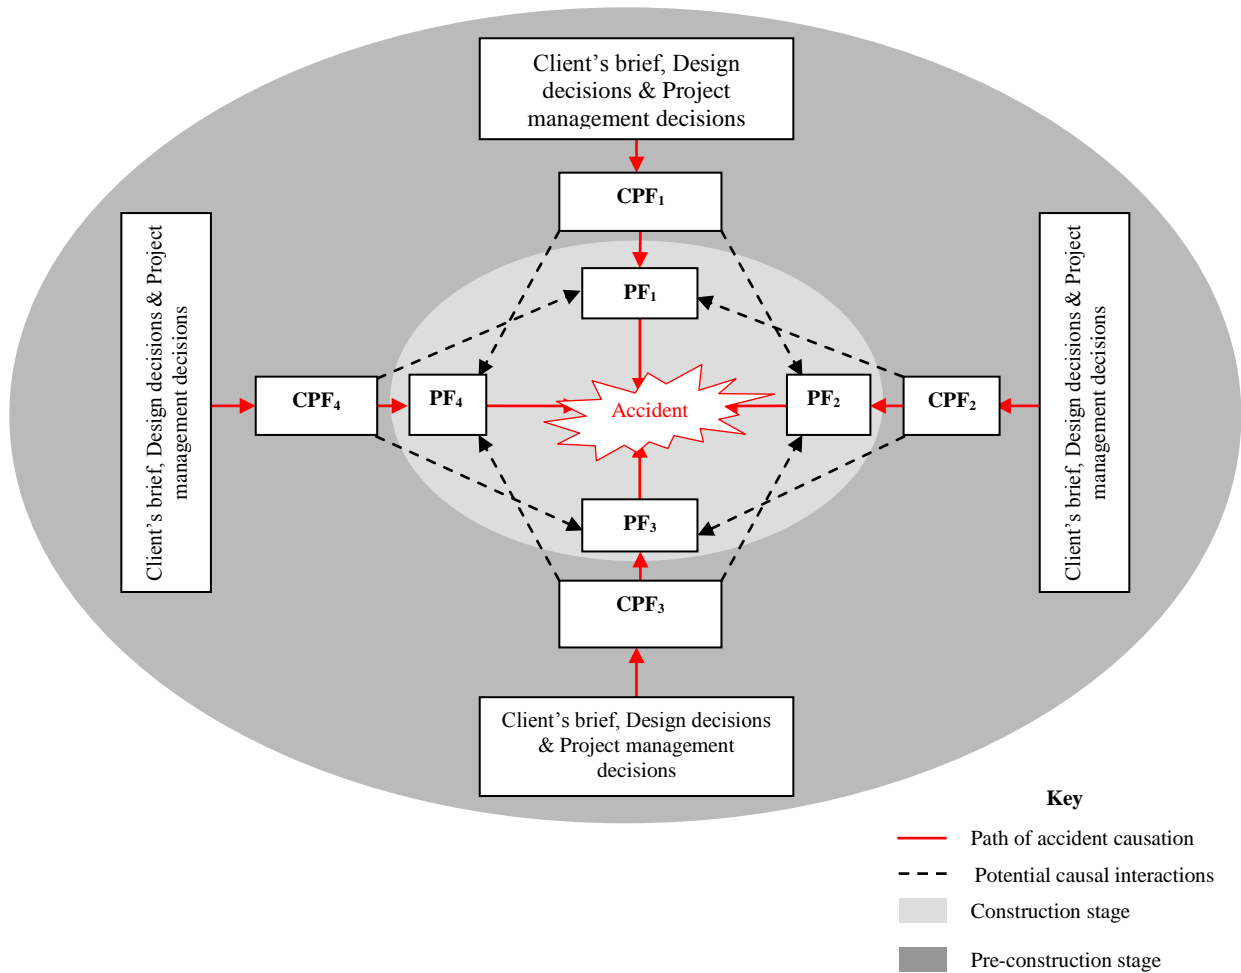 Client's brief, Design
decisions & Project
management decisions
CPF₁
PF₁
Client's brief, Design decisions & Project
management decisions
CPF₄
PF₄
Accident
PF₂
CPF₂
Client's brief, Design decisions & Project
management decisions
PF₃
CPF₃
Client's brief, Design decisions
& Project management
decisions
Key
Path of accident causation
Potential causal interactions
Construction stage
Pre-construction stage